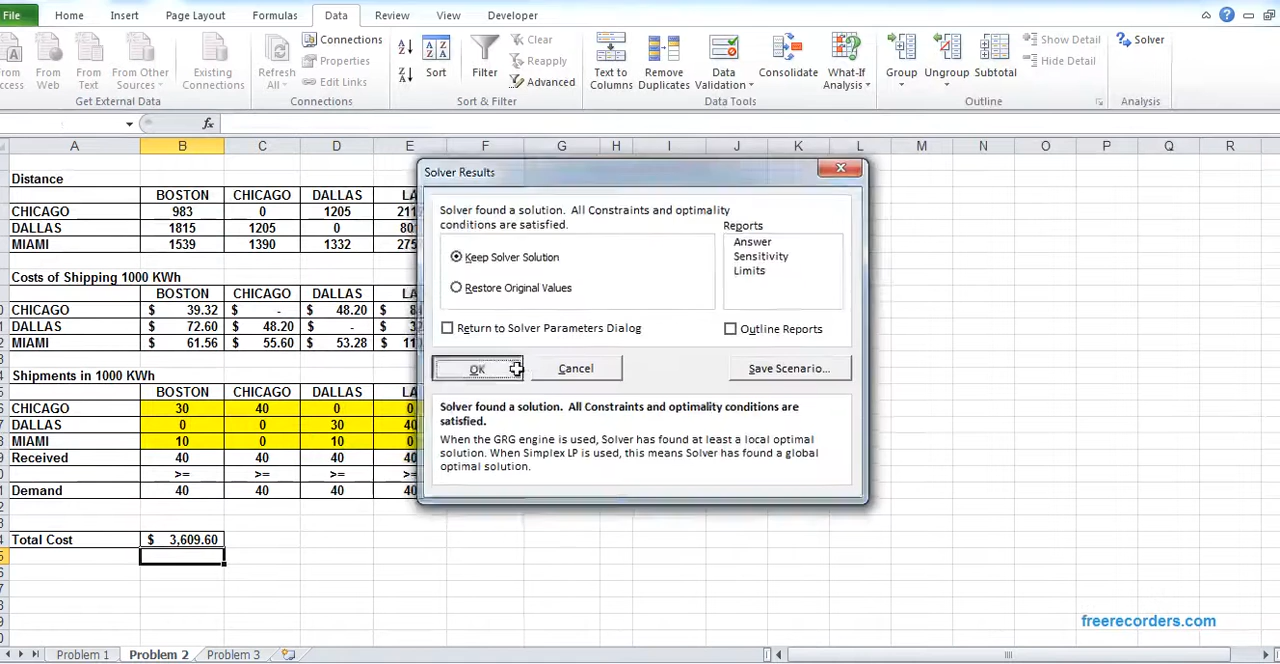 File Home Insert Page Layout Formulas Data Review View Developer
Connections Clear Show Detail Solver
Properties Reapply Hide Detail
Edit Links Advanced
From Access From Web From Text From Other Sources Existing Connections Refresh All Sort Filter Text to Columns Remove Duplicates Data Validation Consolidate What-If Analysis Group Ungroup Subtotal
Get External Data Connections Sort & Filter Data Tools Outline Analysis
fx
A B C D E F G H I J K L M N O P Q R
Distance
BOSTON CHICAGO DALLAS
CHICAGO 983 0 1205
DALLAS 1815 1205 0
MIAMI 1539 1390 1332
Costs of Shipping 1000 KWh
BOSTON CHICAGO DALLAS
CHICAGO $ 39.32 $ - $ 48.20 $
DALLAS $ 72.60 $ 48.20 $ - $
MIAMI $ 61.56 $ 55.60 $ 53.28 $
Shipments in 1000 KWh
BOSTON CHICAGO DALLAS
CHICAGO 30 40 0 0
DALLAS 0 0 30 40
MIAMI 10 0 10 0
Received 40 40 40 40
>= >= >= >=
Demand 40 40 40 40
Total Cost $ 3,609.60
Solver Results
Solver found a solution. All Constraints and optimality
conditions are satisfied.
Reports
Answer
Sensitivity
Limits
Keep Solver Solution
Restore Original Values
Return to Solver Parameters Dialog Outline Reports
OK Cancel Save Scenario...
Solver found a solution. All Constraints and optimality conditions are
satisfied.
When the GRG engine is used, Solver has found at least a local optimal
solution. When Simplex LP is used, this means Solver has found a global
optimal solution.
freerecorders.com
Problem 1 Problem 2 Problem 3